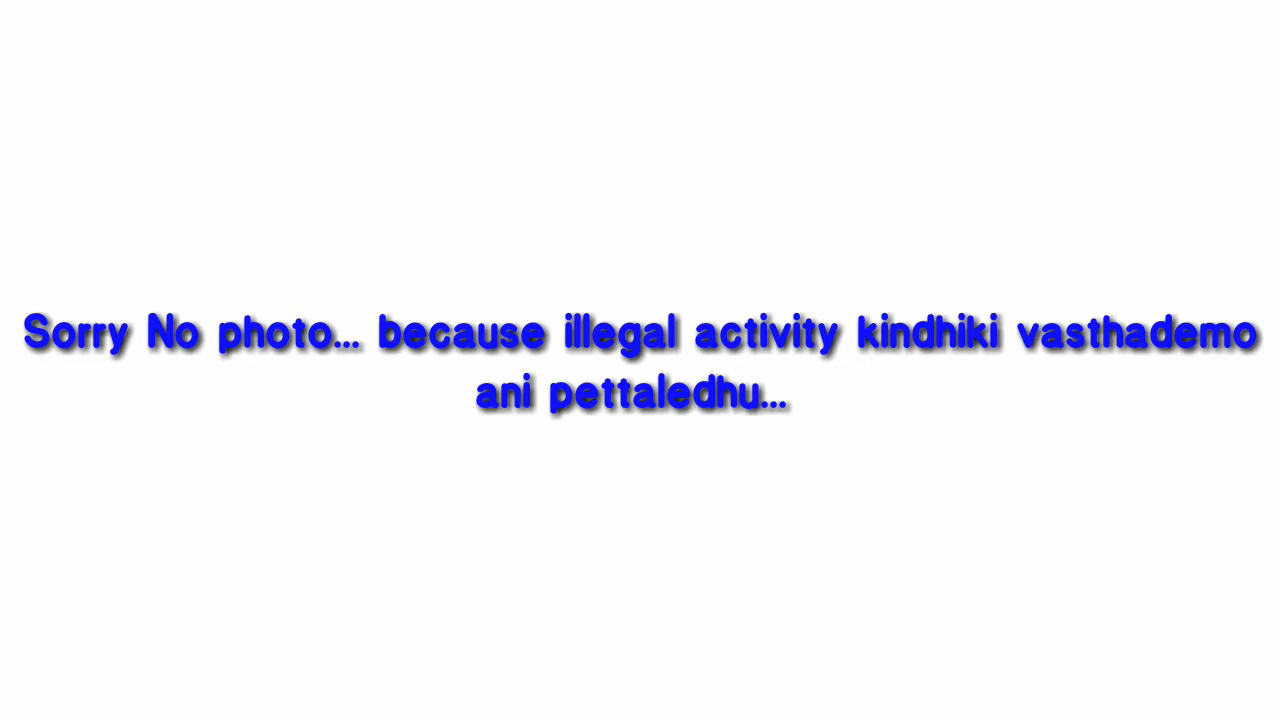 Sorry No photo... because illegal activity kindhiki vasthademo
ani pettaledhu...